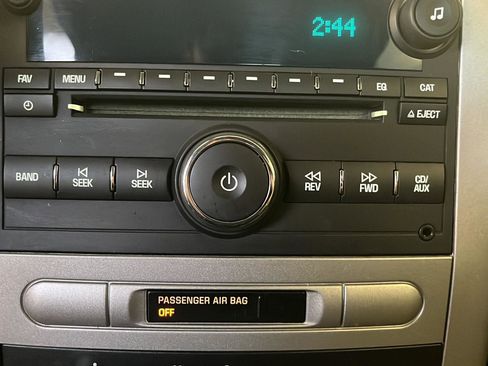 2:44
FAV MENU EQ CAT
EJECT
BAND SEEK SEEK REV FWD CD/
AUX
PASSENGER AIR BAG
OFF